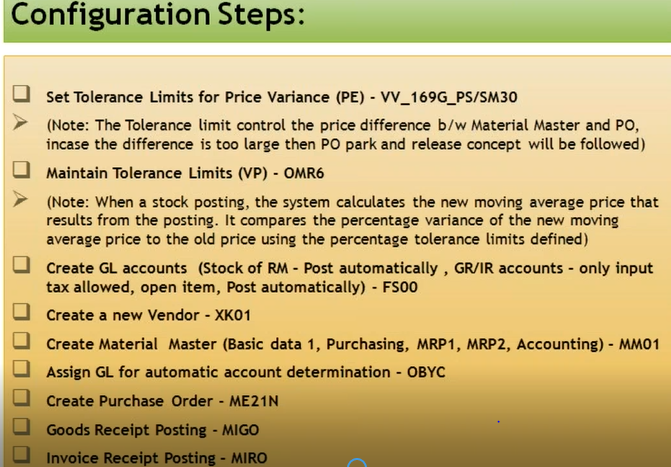 Configuration Steps:
Set Tolerance Limits for Price Variance (PE) - VV_169G_PS/SM30
(Note: The Tolerance limit control the price difference b/w Material Master and PO,
incase the difference is too large then PO park and release concept will be followed)
Maintain Tolerance Limits (VP) - OMR6
(Note: When a stock posting, the system calculates the new moving average price that
results from the posting. It compares the percentage variance of the new moving
average price to the old price using the percentage tolerance limits defined)
Create GL accounts (Stock of RM - Post automatically , GR/IR accounts - only input
tax allowed, open item, Post automatically) - FS00
Create a new Vendor - XK01
Create Material Master (Basic data 1, Purchasing, MRP1, MRP2, Accounting) - MM01
Assign GL for automatic account determination - OBYC
Create Purchase Order - ME21N
Goods Receipt Posting - MIGO
Invoice Receipt Posting - MIRO